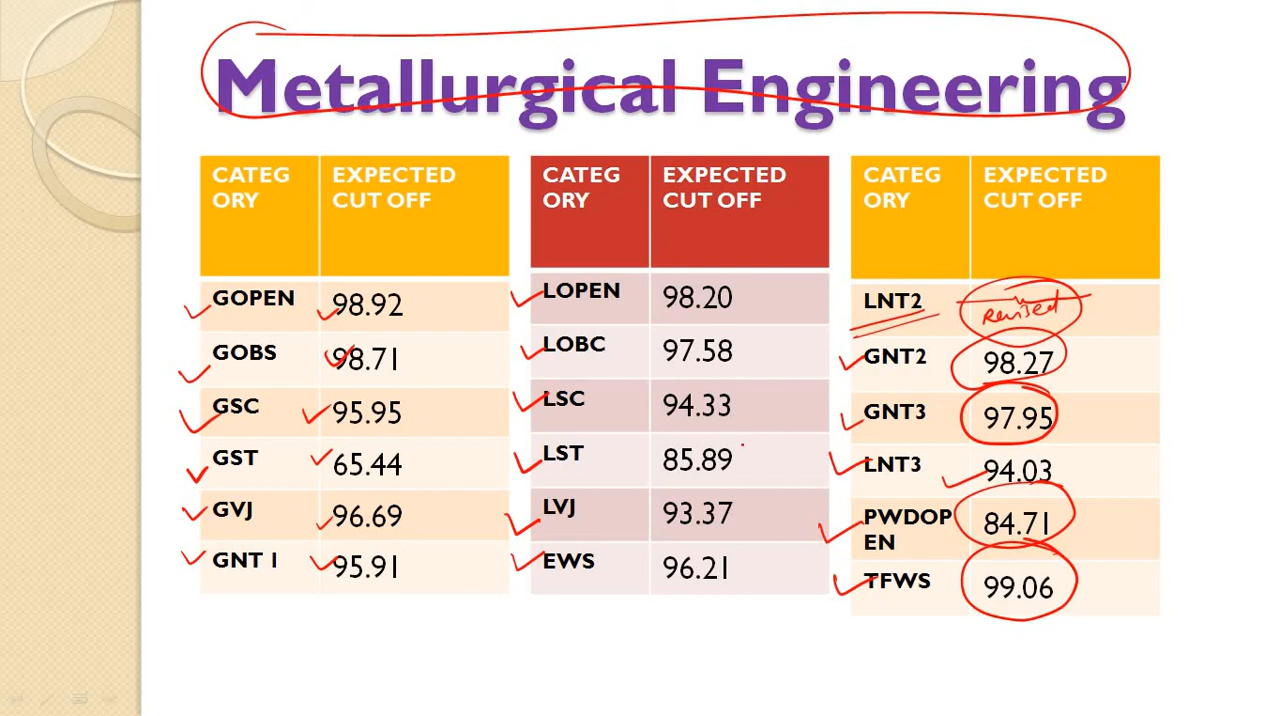 Metallurgical Engineering
CATEG
ORY
EXPECTED
CUT OFF
GOPEN 98.92
GOBS 98.71
GSC 95.95
GST 65.44
GVJ 96.69
GNT 1 95.91
CATEG
ORY
EXPECTED
CUT OFF
LOPEN 98.20
LOBC 97.58
LSC 94.33
LST 85.89
LVJ 93.37
EWS 96.21
CATEG
ORY
EXPECTED
CUT OFF
LNT2 Revised
GNT2 98.27
GNT3 97.95
LNT3 94.03
PWDOP
EN
84.71
TFWS 99.06